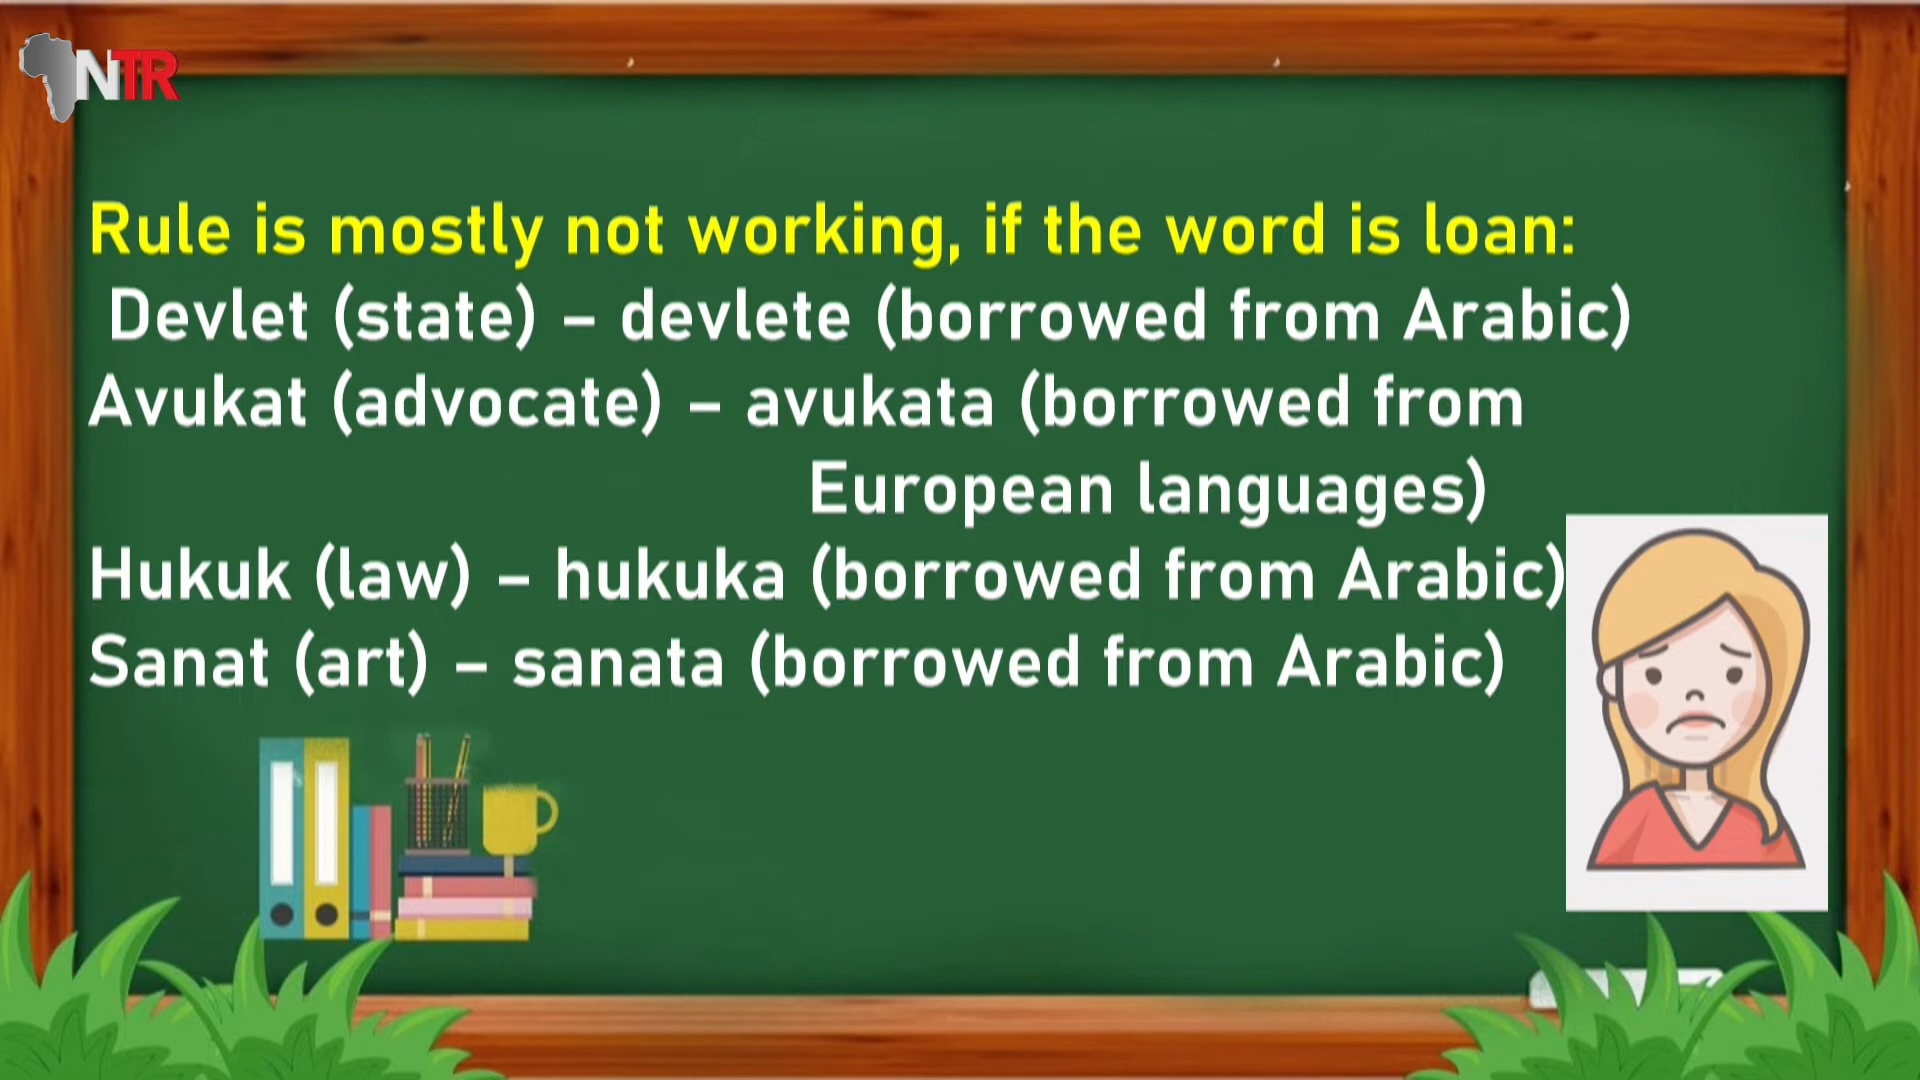 NTR
Rule is mostly not working, if the word is loan:
Devlet (state) – devlete (borrowed from Arabic)
Avukat (advocate) – avukata (borrowed from
European languages)
Hukuk (law) – hukuka (borrowed from Arabic)
Sanat (art) – sanata (borrowed from Arabic)